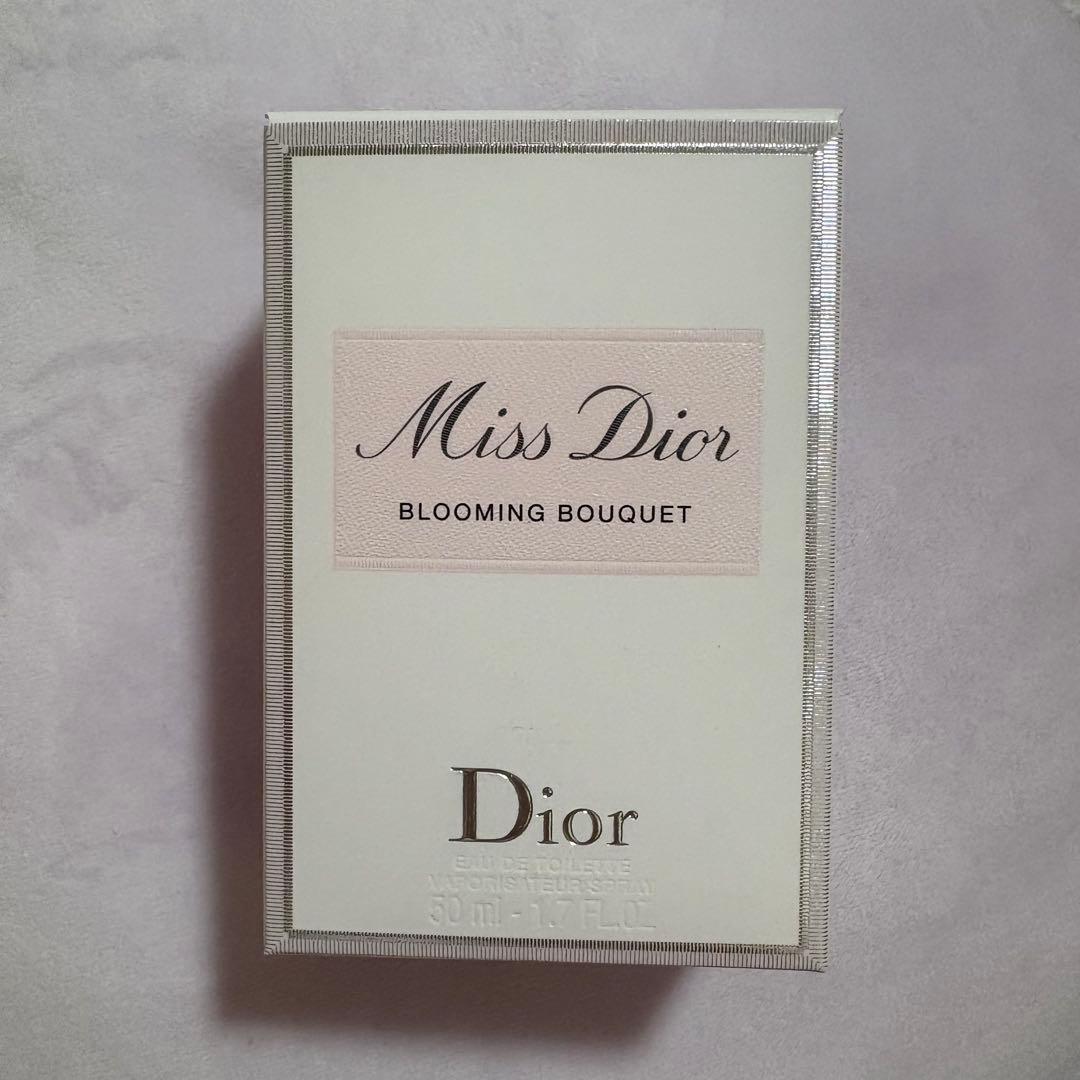 Miss Dior
BLOOMING BOUQUET
Dior
EAU DE TOILETTE
VAPORISATEUR-SPRAY
50 ml - 1.7 FL.OZ